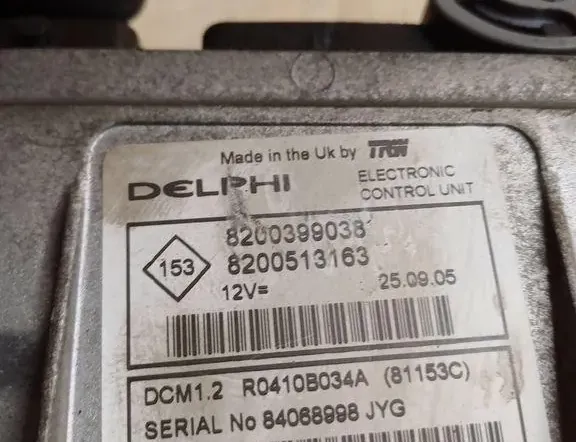 Made in the Uk by TRW
DELPHI
ELECTRONIC
CONTROL UNIT
153
8200399038
8200513163
12V=
25.09.05
DCM1.2 R0410B034A (81153C)
SERIAL No 84068998 JYG